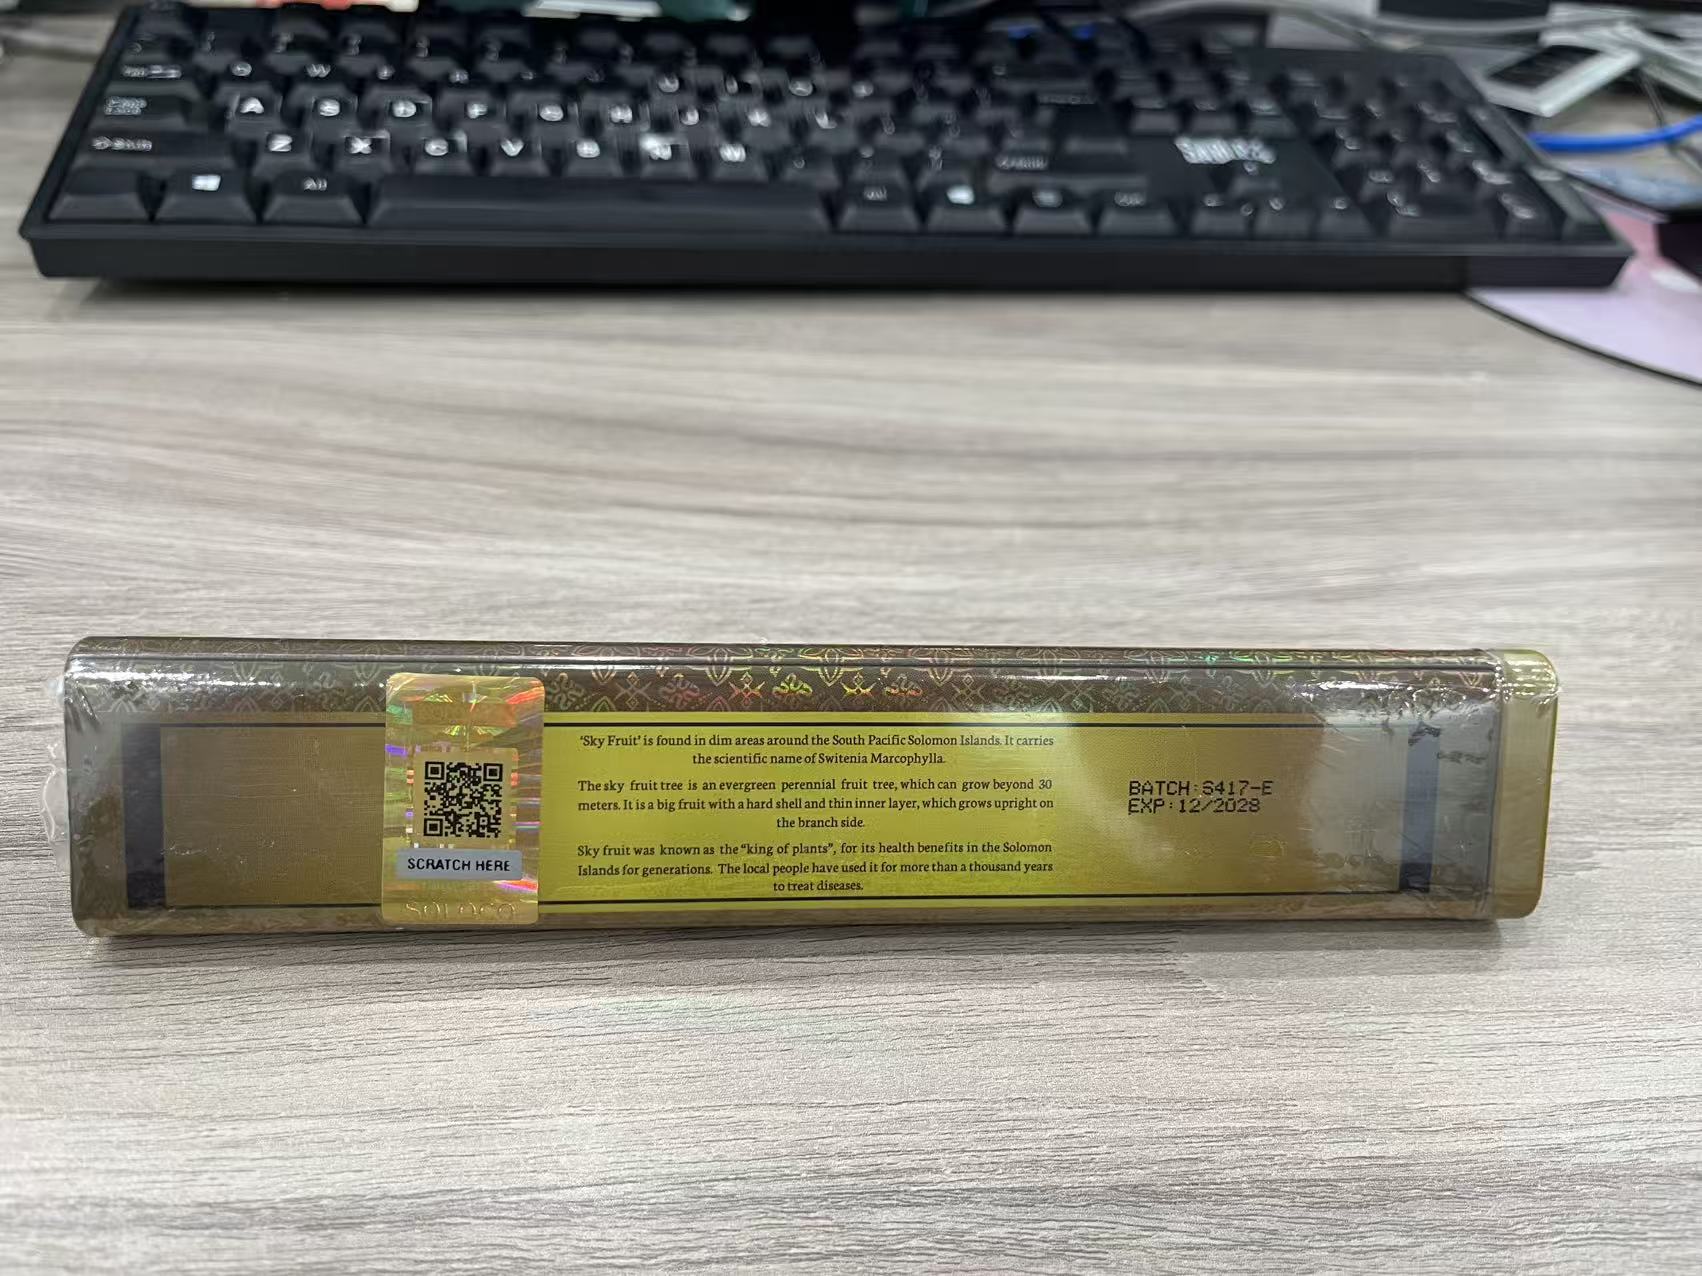 A S D F G H J K L
Z X C V B N M
Alt
'Sky Fruit' is found in dim areas around the South Pacific Solomon Islands. It carries
the scientific name of Switenia Marcophylla.
The sky fruit tree is an evergreen perennial fruit tree, which can grow beyond 30
meters. It is a big fruit with a hard shell and thin inner layer, which grows upright on
the branch side.
Sky fruit was known as the “king of plants”, for its health benefits in the Solomon
Islands for generations. The local people have used it for more than a thousand years
to treat diseases.
SCRATCH HERE
SOLOCO
BATCH:S417-E
EXP:12/2028